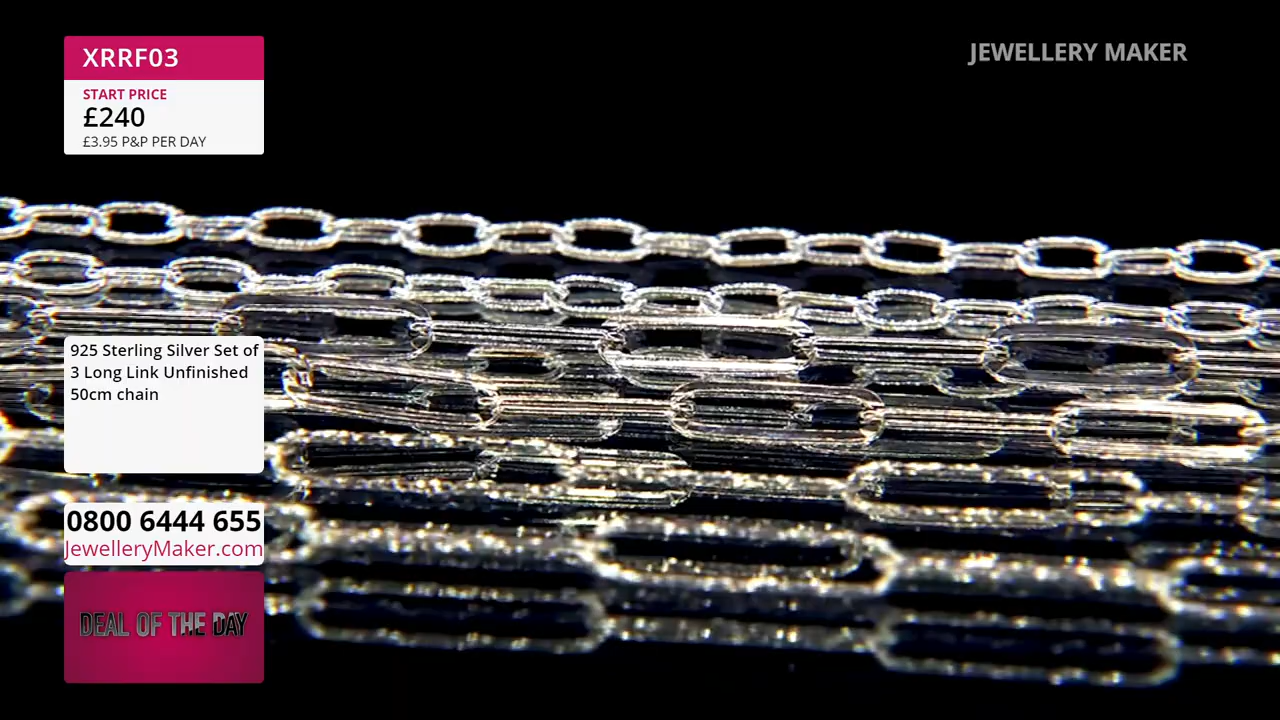 XRRF03
START PRICE
£240
£3.95 P&P PER DAY
JEWELLERY MAKER
925 Sterling Silver Set of
3 Long Link Unfinished
50cm chain
0800 6444 655
JewelleryMaker.com
DEAL OF THE DAY